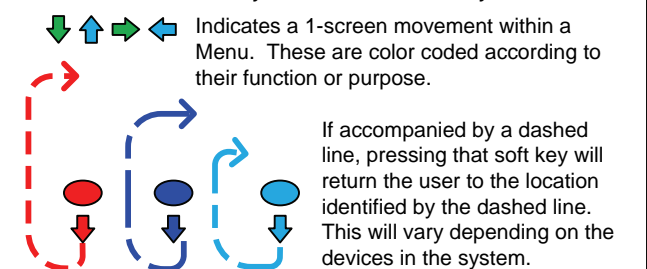 Indicates a 1-screen movement within a
Menu. These are color coded according to
their function or purpose.
If accompanied by a dashed
line, pressing that soft key will
return the user to the location
identified by the dashed line.
This will vary depending on the
devices in the system.